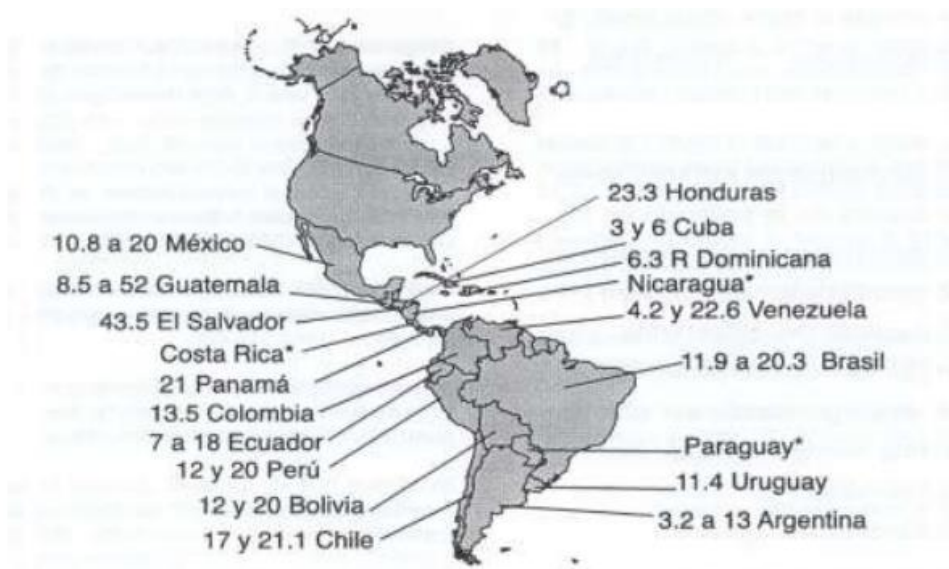 23.3 Honduras
3 y 6 Cuba
10.8 a 20 México
6.3 R Dominicana
8.5 a 52 Guatemala
Nicaragua*
43.5 El Salvador
4.2 y 22.6 Venezuela
Costa Rica*
21 Panamá
11.9 a 20.3 Brasil
13.5 Colombia
7 a 18 Ecuador
Paraguay*
12 y 20 Perú
11.4 Uruguay
12 y 20 Bolivia
3.2 a 13 Argentina
17 y 21.1 Chile